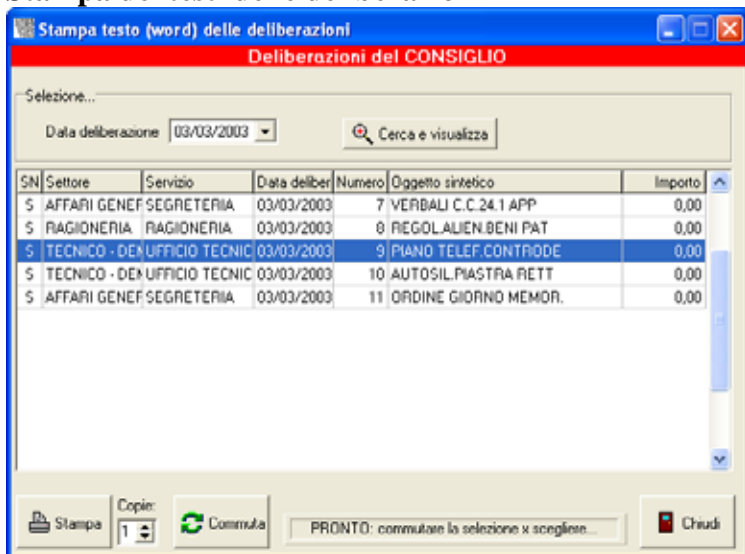 Stampa testo (word) delle deliberazioni
Deliberazioni del CONSIGLIO
Selezione...
Data deliberazione 03/03/2003 Cerca e visualizza
SN Settore Servizio Data deliber Numero Oggetto sintetico Importo
S AFFARI GENER SEGRETERIA 03/03/2003 7 VERBALI C.C.24.1 APP 0,00
S RAGIONERIA RAGIONERIA 03/03/2003 8 REGOL.ALIEN.BENI PAT 0,00
S TECNICO - DEM UFFICIO TECNIC 03/03/2003 9 PIANO TELEF.CONTRODE 0,00
S TECNICO - DEM UFFICIO TECNIC 03/03/2003 10 AUTOSIL.PIASTRA RETT 0,00
S AFFARI GENER SEGRETERIA 03/03/2003 11 ORDINE GIORNO MEMOR. 0,00
Copie:
Stampa 1 Commuta PRONTO: commutare la selezione x scegliere... Chiudi